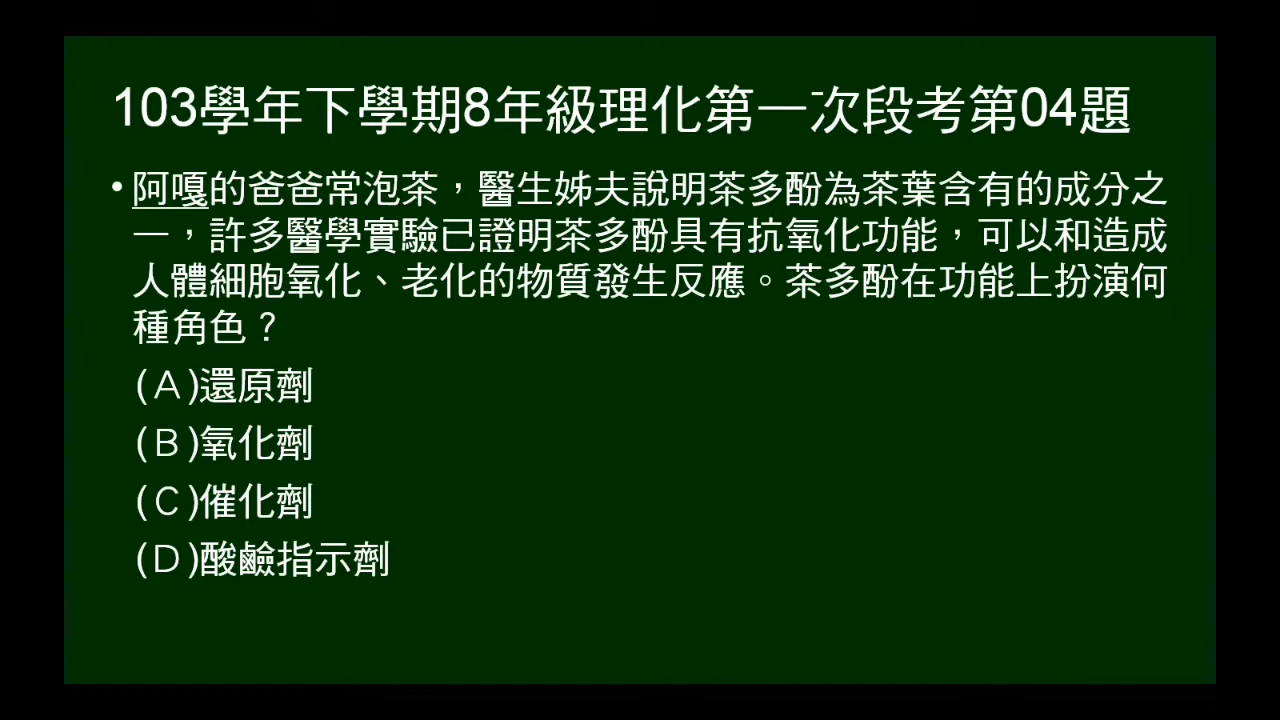 103學年下學期8年級理化第一次段考第04題
•阿嘎的爸爸常泡茶，醫生姊夫說明茶多酚為茶葉含有的成分之
一，許多醫學實驗已證明茶多酚具有抗氧化功能，可以和造成
人體細胞氧化、老化的物質發生反應。茶多酚在功能上扮演何
種角色？
(Ａ)還原劑
(Ｂ)氧化劑
(Ｃ)催化劑
(Ｄ)酸鹼指示劑